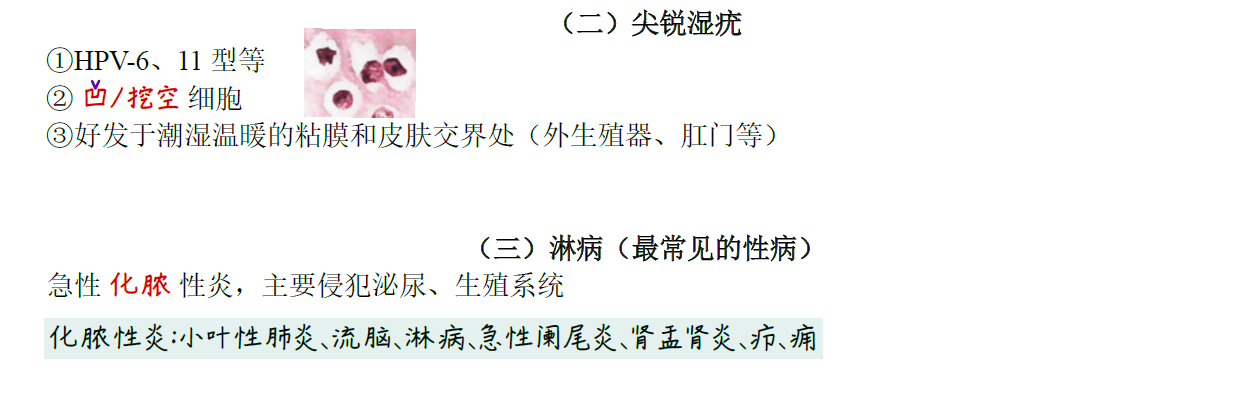 （二）尖锐湿疣
①HPV-6、11 型等
②凹/挖空 细胞
③好发于潮湿温暖的粘膜和皮肤交界处（外生殖器、肛门等）
（三）淋病（最常见的性病）
急性 化脓 性炎，主要侵犯泌尿、生殖系统
化脓性炎:小叶性肺炎、流脑、淋病、急性阑尾炎、肾盂肾炎、疖、痈